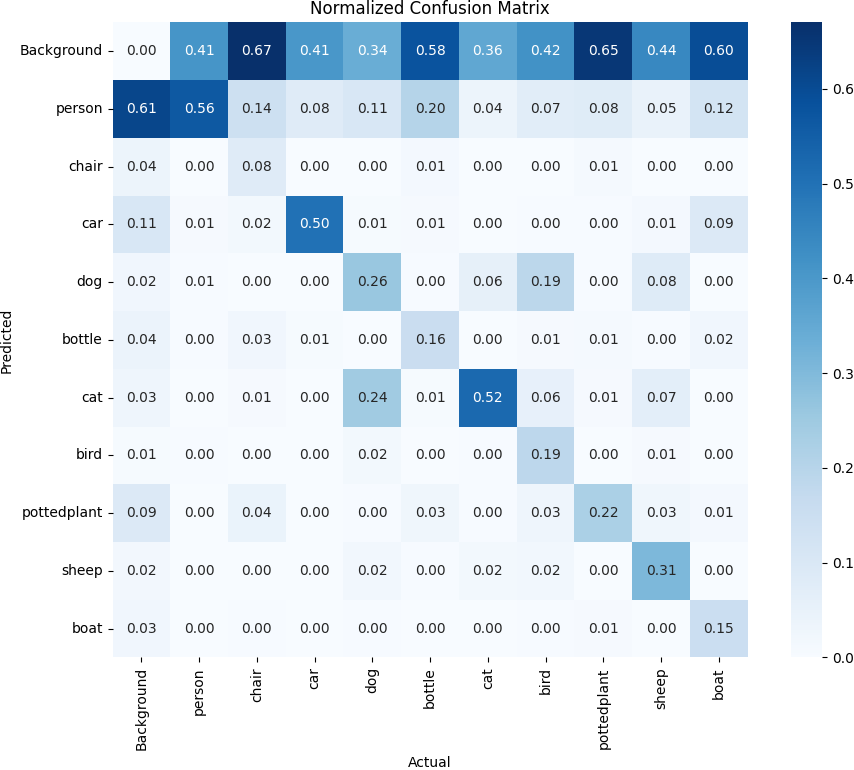 Normalized Confusion Matrix
Background 0.00 0.41 0.67 0.41 0.34 0.58 0.36 0.42 0.65 0.44 0.60
person 0.61 0.56 0.14 0.08 0.11 0.20 0.04 0.07 0.08 0.05 0.12
chair 0.04 0.00 0.08 0.00 0.00 0.01 0.00 0.00 0.01 0.00 0.00
car 0.11 0.01 0.02 0.50 0.01 0.01 0.00 0.00 0.00 0.01 0.09
dog 0.02 0.01 0.00 0.00 0.26 0.00 0.06 0.19 0.00 0.08 0.00
bottle 0.04 0.00 0.03 0.01 0.00 0.16 0.00 0.01 0.01 0.00 0.02
cat 0.03 0.00 0.01 0.00 0.24 0.01 0.52 0.06 0.01 0.07 0.00
bird 0.01 0.00 0.00 0.00 0.02 0.00 0.00 0.19 0.00 0.01 0.00
pottedplant 0.09 0.00 0.04 0.00 0.00 0.03 0.00 0.03 0.22 0.03 0.01
sheep 0.02 0.00 0.00 0.00 0.02 0.00 0.02 0.02 0.00 0.31 0.00
boat 0.03 0.00 0.00 0.00 0.00 0.00 0.00 0.00 0.01 0.00 0.15
Background person chair car dog bottle cat bird pottedplant sheep boat
Actual
Predicted
0.6
0.5
0.4
0.3
0.2
0.1
0.0